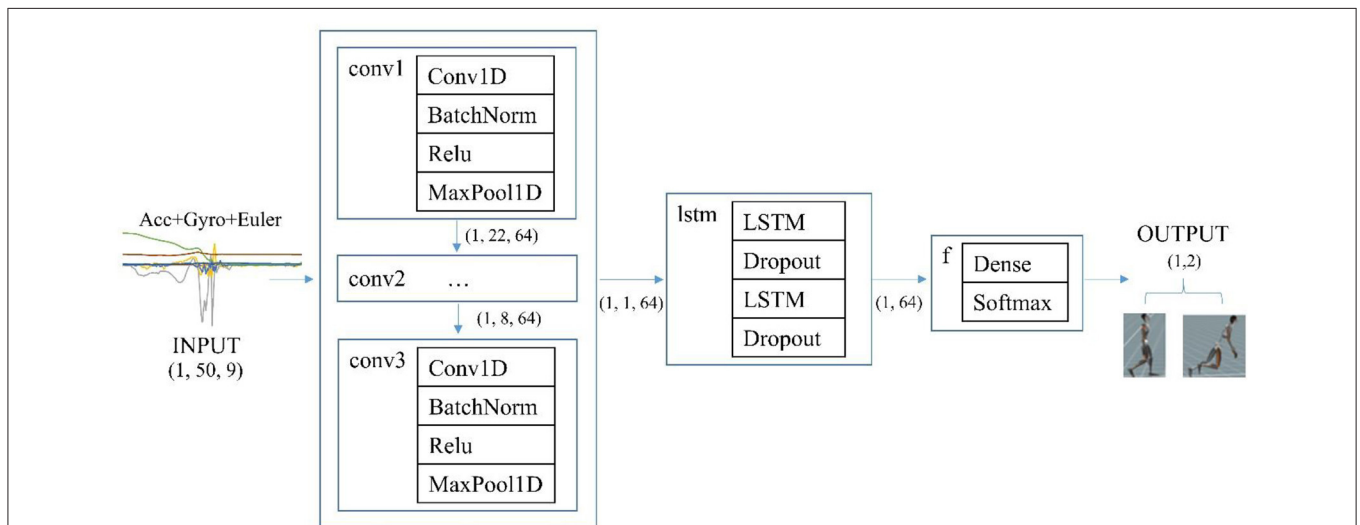 Acc+Gyro+Euler
INPUT
(1, 50, 9)
conv1
Conv1D
BatchNorm
Relu
MaxPool1D
(1, 22, 64)
conv2
...
(1, 8, 64)
conv3
Conv1D
BatchNorm
Relu
MaxPool1D
(1, 1, 64)
lstm
LSTM
Dropout
LSTM
Dropout
(1, 64)
f
Dense
Softmax
OUTPUT
(1,2)